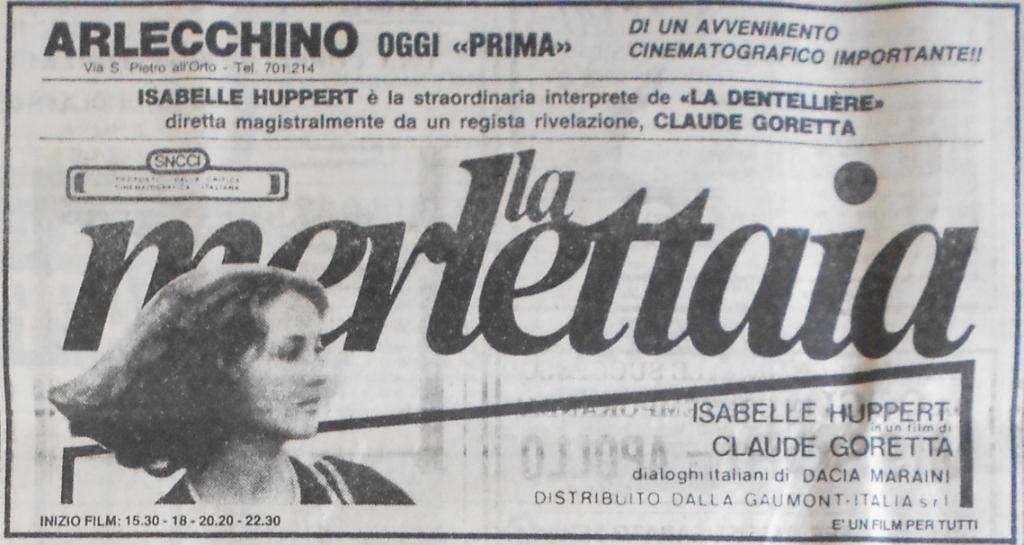 ARLECCHINO OGGI «PRIMA»
Via S. Pietro all'Orto - Tel. 701.214
DI UN AVVENIMENTO
CINEMATOGRAFICO IMPORTANTE!!
ISABELLE HUPPERT è la straordinaria interprete de «LA DENTELLIÈRE»
diretta magistralmente da un regista rivelazione, CLAUDE GORETTA
SNCCI
CINEMATOGRAFICA ITALIANA
la
merlettaia
ISABELLE HUPPERT
in un film di
CLAUDE GORETTA
dialoghi italiani di DACIA MARAINI
DISTRIBUITO DALLA GAUMONT-ITALIA s r l
INIZIO FILM: 15.30 - 18 - 20.20 - 22.30
E' UN FILM PER TUTTI